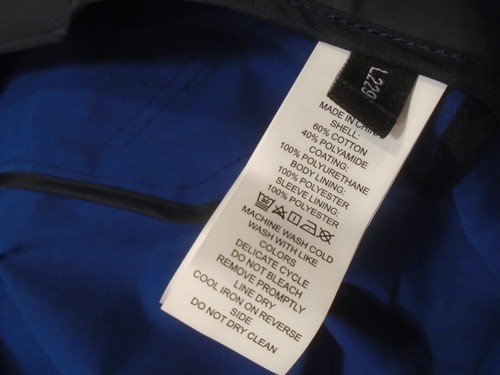 L229
MADE IN CHINA
SHELL:
60% COTTON
40% POLYAMIDE
COATING:
100% POLYURETHANE
BODY LINING:
100% POLYESTER
SLEEVE LINING:
100% POLYESTER
30
MACHINE WASH COLD
WASH WITH LIKE
COLORS
DELICATE CYCLE
DO NOT BLEACH
REMOVE PROMPTLY
LINE DRY
COOL IRON ON REVERSE
SIDE
DO NOT DRY CLEAN